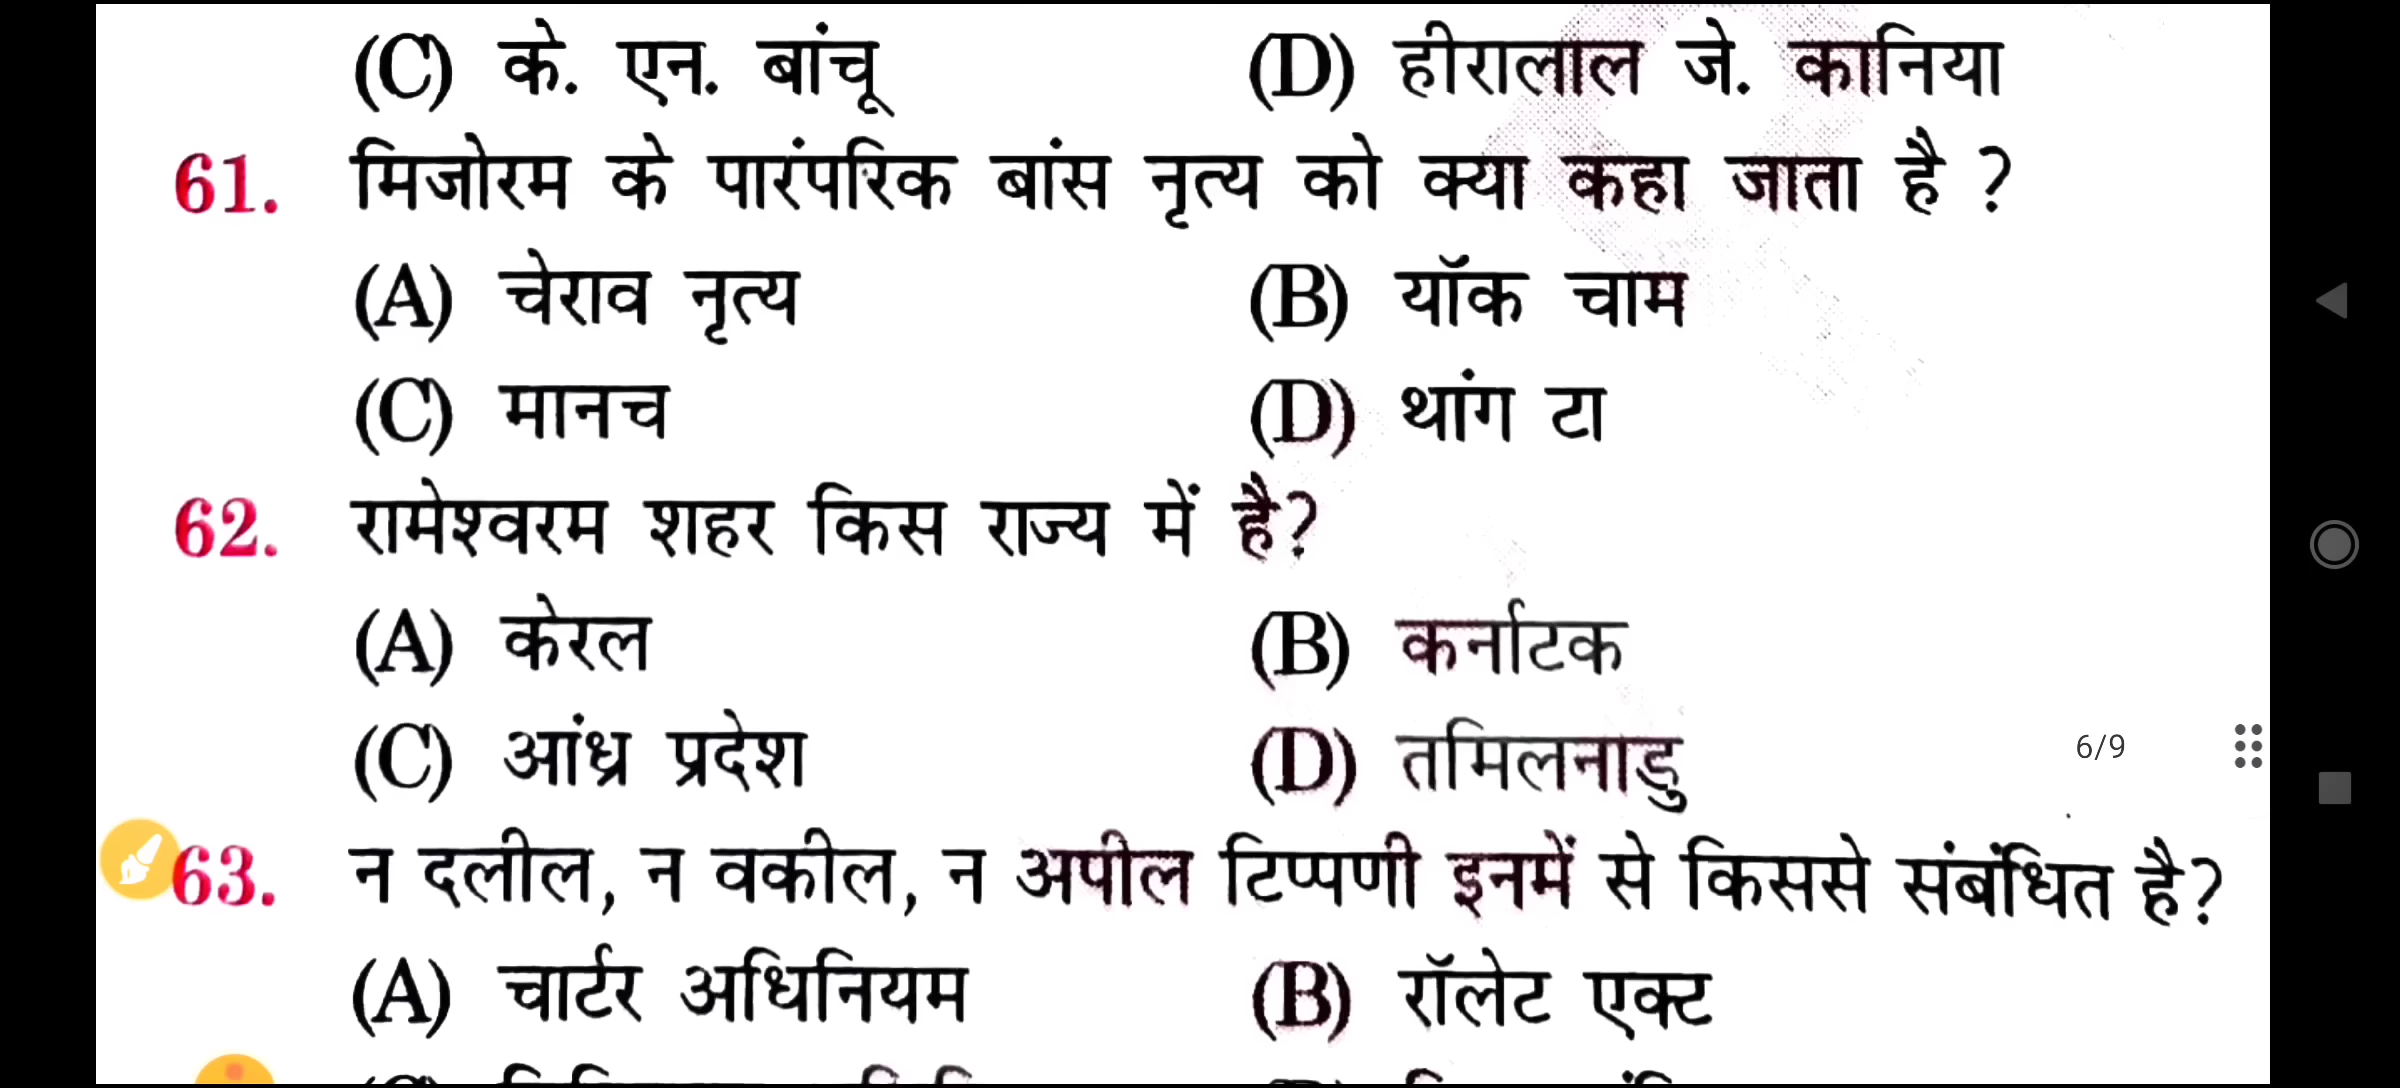 (C) के. एन. बांचू (D) हीरालाल जे. कानिया
61. मिजोरम के पारंपरिक बांस नृत्य को क्या कहा जाता है ?
(A) चेराव नृत्य (B) यॉक चाम
(C) मानच (D) थांग टा
62. रामेश्वरम शहर किस राज्य में है?
(A) केरल (B) कर्नाटक
(C) आंध्र प्रदेश (D) तमिलनाडु
6/9
63. न दलील, न वकील, न अपील टिप्पणी इनमें से किससे संबंधित है?
(A) चार्टर अधिनियम (B) रॉलेट एक्ट